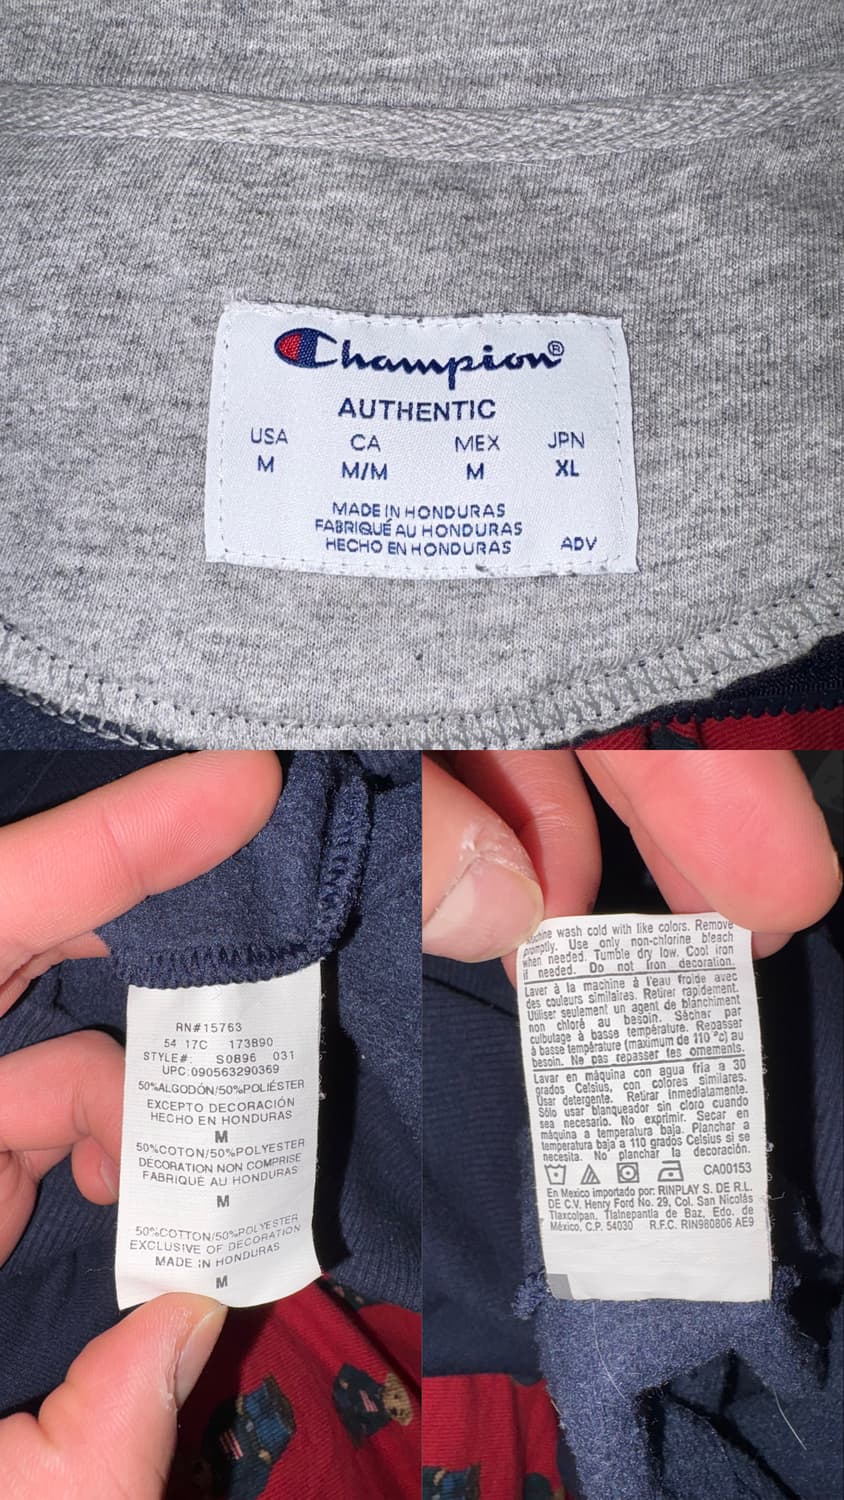 Champion®
AUTHENTIC
USA CA MEX JPN
M M/M M XL
MADE IN HONDURAS
FABRIQUÉ AU HONDURAS
HECHO EN HONDURAS ADV
RN#15763
54 17C 173890
STYLE#: S0896 031
UPC:090563290369
50%ALGODÓN/50%POLIÉSTER
EXCEPTO DECORACIÓN
HECHO EN HONDURAS
M
50%COTON/50%POLYESTER
DÉCORATION NON COMPRISE
FABRIQUÉ AU HONDURAS
M
50%COTTON/50%POLYESTER
EXCLUSIVE OF DECORATION
MADE IN HONDURAS
M
wash cold with like colors. Remove
promptly. Use only non-chlorine bleach
when needed. Tumble dry low. Cool iron
if needed. Do not iron decoration.
Laver à la machine à l'eau froide avec
des couleurs similaires. Retirer rapidement.
Utiliser seulement un agent de blanchiment
non chloré au besoin. Sécher par
culbutage à basse température. Repasser
à basse température (maximum de 110 °c) au
besoin. Ne pas repasser les ornements.
Lavar en máquina con agua fria a 30
grados Celsius, con colores similares.
Usar detergente. Retirar inmediatamente.
Sólo usar blanqueador sin cloro cuando
sea necesario. No exprimir. Secar en
máquina a temperatura baja. Planchar a
temperatura baja a 110 grados Celsius si se
necesita. No planchar la decoración.
CA00153
En Mexico importado por: RINPLAY S. DE R.L.
DE C.V. Henry Ford No. 29, Col. San Nicolás
Tlaxcolpan, Tlalnepantla de Baz, Edo. de
México, C.P. 54030 R.F.C. RIN980806 AE9